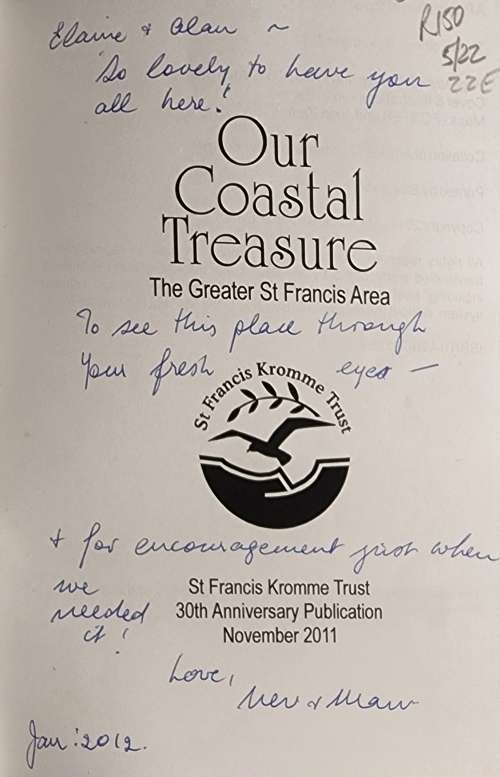 Elaine + Alan ~
R150
5/22
22E
So lovely to have you
all here!
Our
Coastal
Treasure
The Greater St Francis Area
To see this place through
your fresh eyes —
St Francis Kromme Trust
+ for encouragement just when
we
needed
it!
St Francis Kromme Trust
30th Anniversary Publication
November 2011
Love,
Nev + Maur
Jan: 2012.